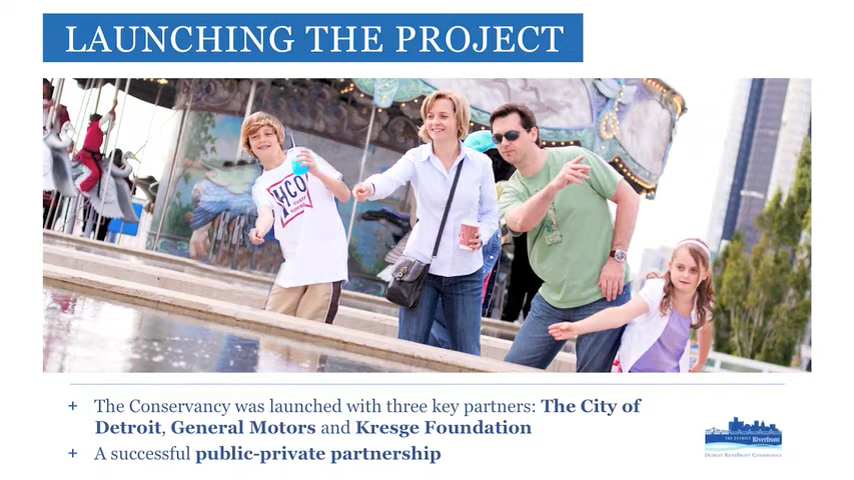 LAUNCHING THE PROJECT
HCO
+ The Conservancy was launched with three key partners: The City of
Detroit, General Motors and Kresge Foundation
+ A successful public-private partnership
THE DETROIT Riverfront
DETROIT RIVERFRONT CONSERVANCY